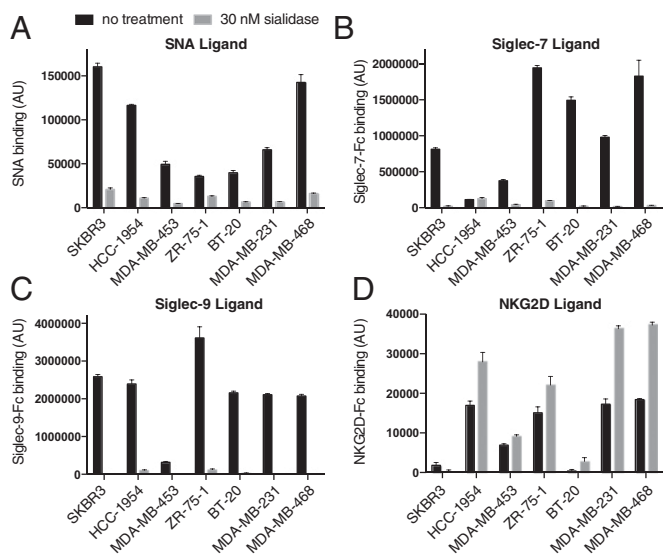 no treatment 30 nM sialidase
A
SNA Ligand
SNA binding (AU)
150000
100000
50000
0
SKBR3
HCC-1954
MDA-MB-453
ZR-75-1
BT-20
MDA-MB-231
MDA-MB-468
B
Siglec-7 Ligand
Siglec-7-Fc binding (AU)
2000000
1500000
1000000
500000
0
SKBR3
HCC-1954
MDA-MB-453
ZR-75-1
BT-20
MDA-MB-231
MDA-MB-468
C
Siglec-9 Ligand
Siglec-9-Fc binding (AU)
4000000
3000000
2000000
1000000
0
SKBR3
HCC-1954
MDA-MB-453
ZR-75-1
BT-20
MDA-MB-231
MDA-MB-468
D
NKG2D Ligand
NKG2D-Fc binding (AU)
40000
30000
20000
10000
0
SKBR3
HCC-1954
MDA-MB-453
ZR-75-1
BT-20
MDA-MB-231
MDA-MB-468